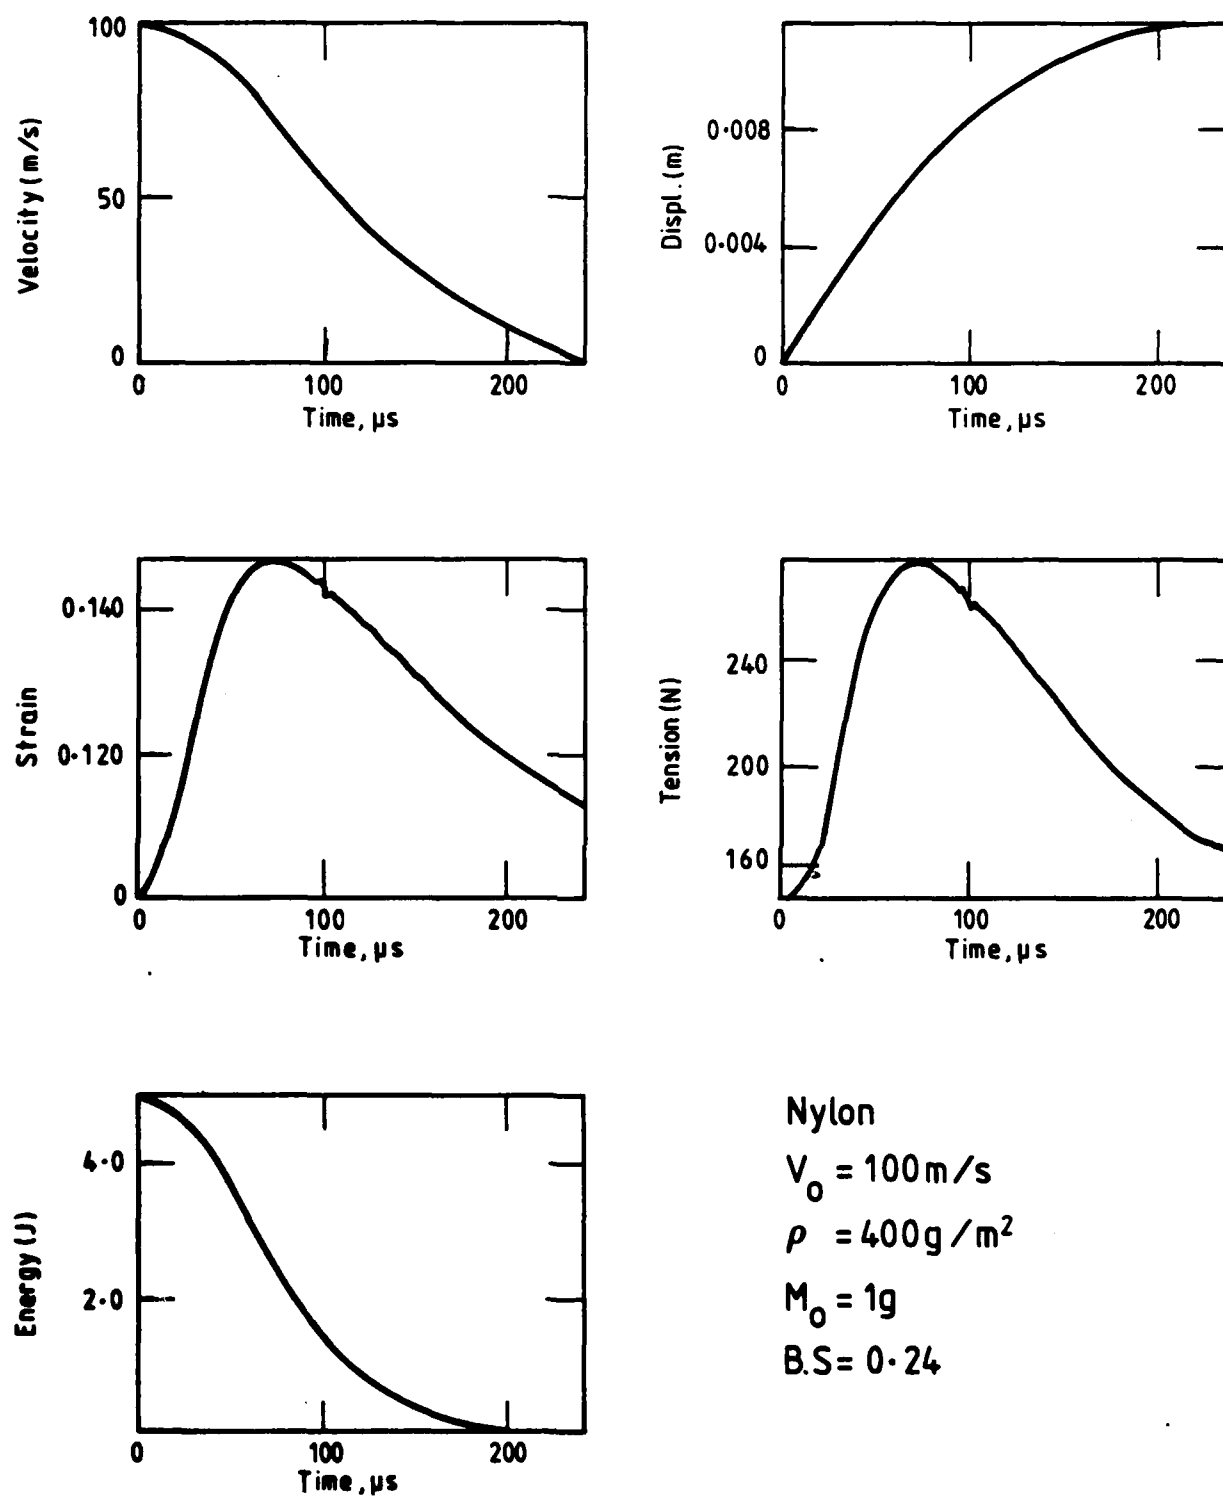 100
50
0
Velocity (m/s)
0 100 200
Time, µs
0·008
0·004
0
Displ. (m)
0 100 200
Time, µs
0·140
0·120
0
Strain
0 100 200
Time, µs
240
200
160
Tension (N)
0 100 200
Time, µs
4·0
2·0
Energy (J)
0 100 200
Time, µs
Nylon
V₀ = 100 m/s
ρ = 400g/m²
M₀ = 1g
B.S = 0·24